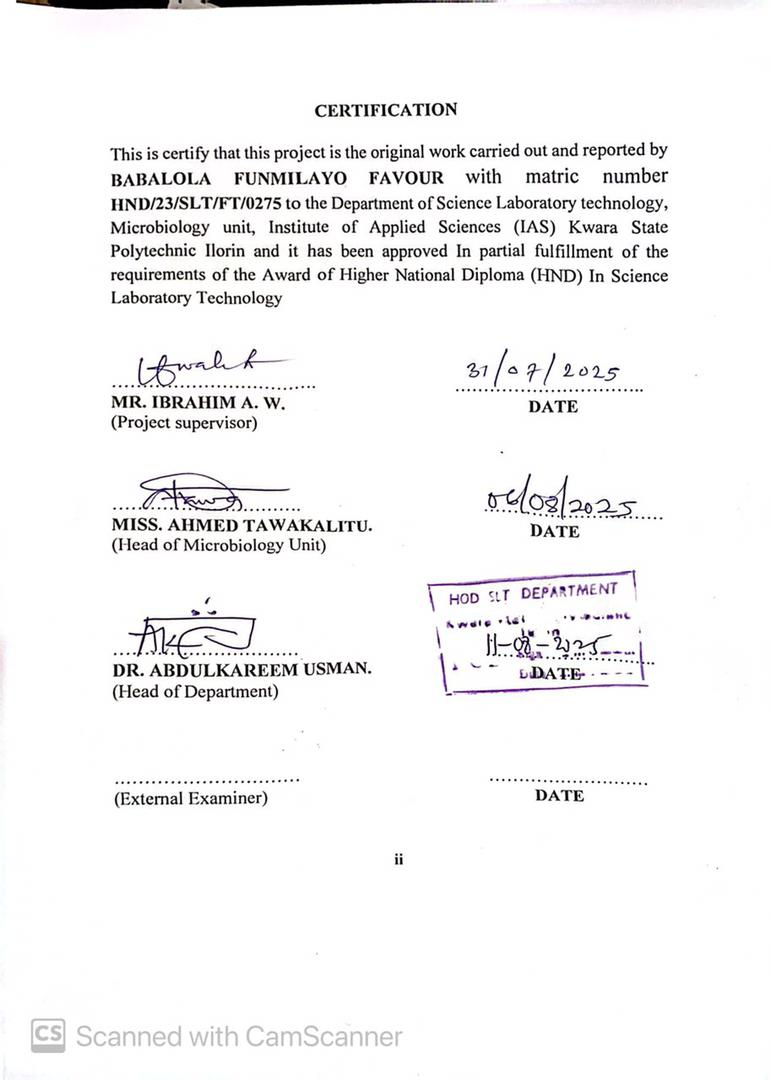 CERTIFICATION
This is certify that this project is the original work carried out and reported by
BABALOLA FUNMILAYO FAVOUR with matric number
HND/23/SLT/FT/0275 to the Department of Science Laboratory technology,
Microbiology unit, Institute of Applied Sciences (IAS) Kwara State
Polytechnic Ilorin and it has been approved In partial fulfillment of the
requirements of the Award of Higher National Diploma (HND) In Science
Laboratory Technology
31/07/2025
MR. IBRAHIM A. W. DATE
(Project supervisor)
06/08/2025
MISS. AHMED TAWAKALITU. DATE
(Head of Microbiology Unit)
HOD SLT DEPARTMENT
11-08-2025
DR. ABDULKAREEM USMAN. DATE
(Head of Department)
(External Examiner) DATE
ii
CS Scanned with CamScanner